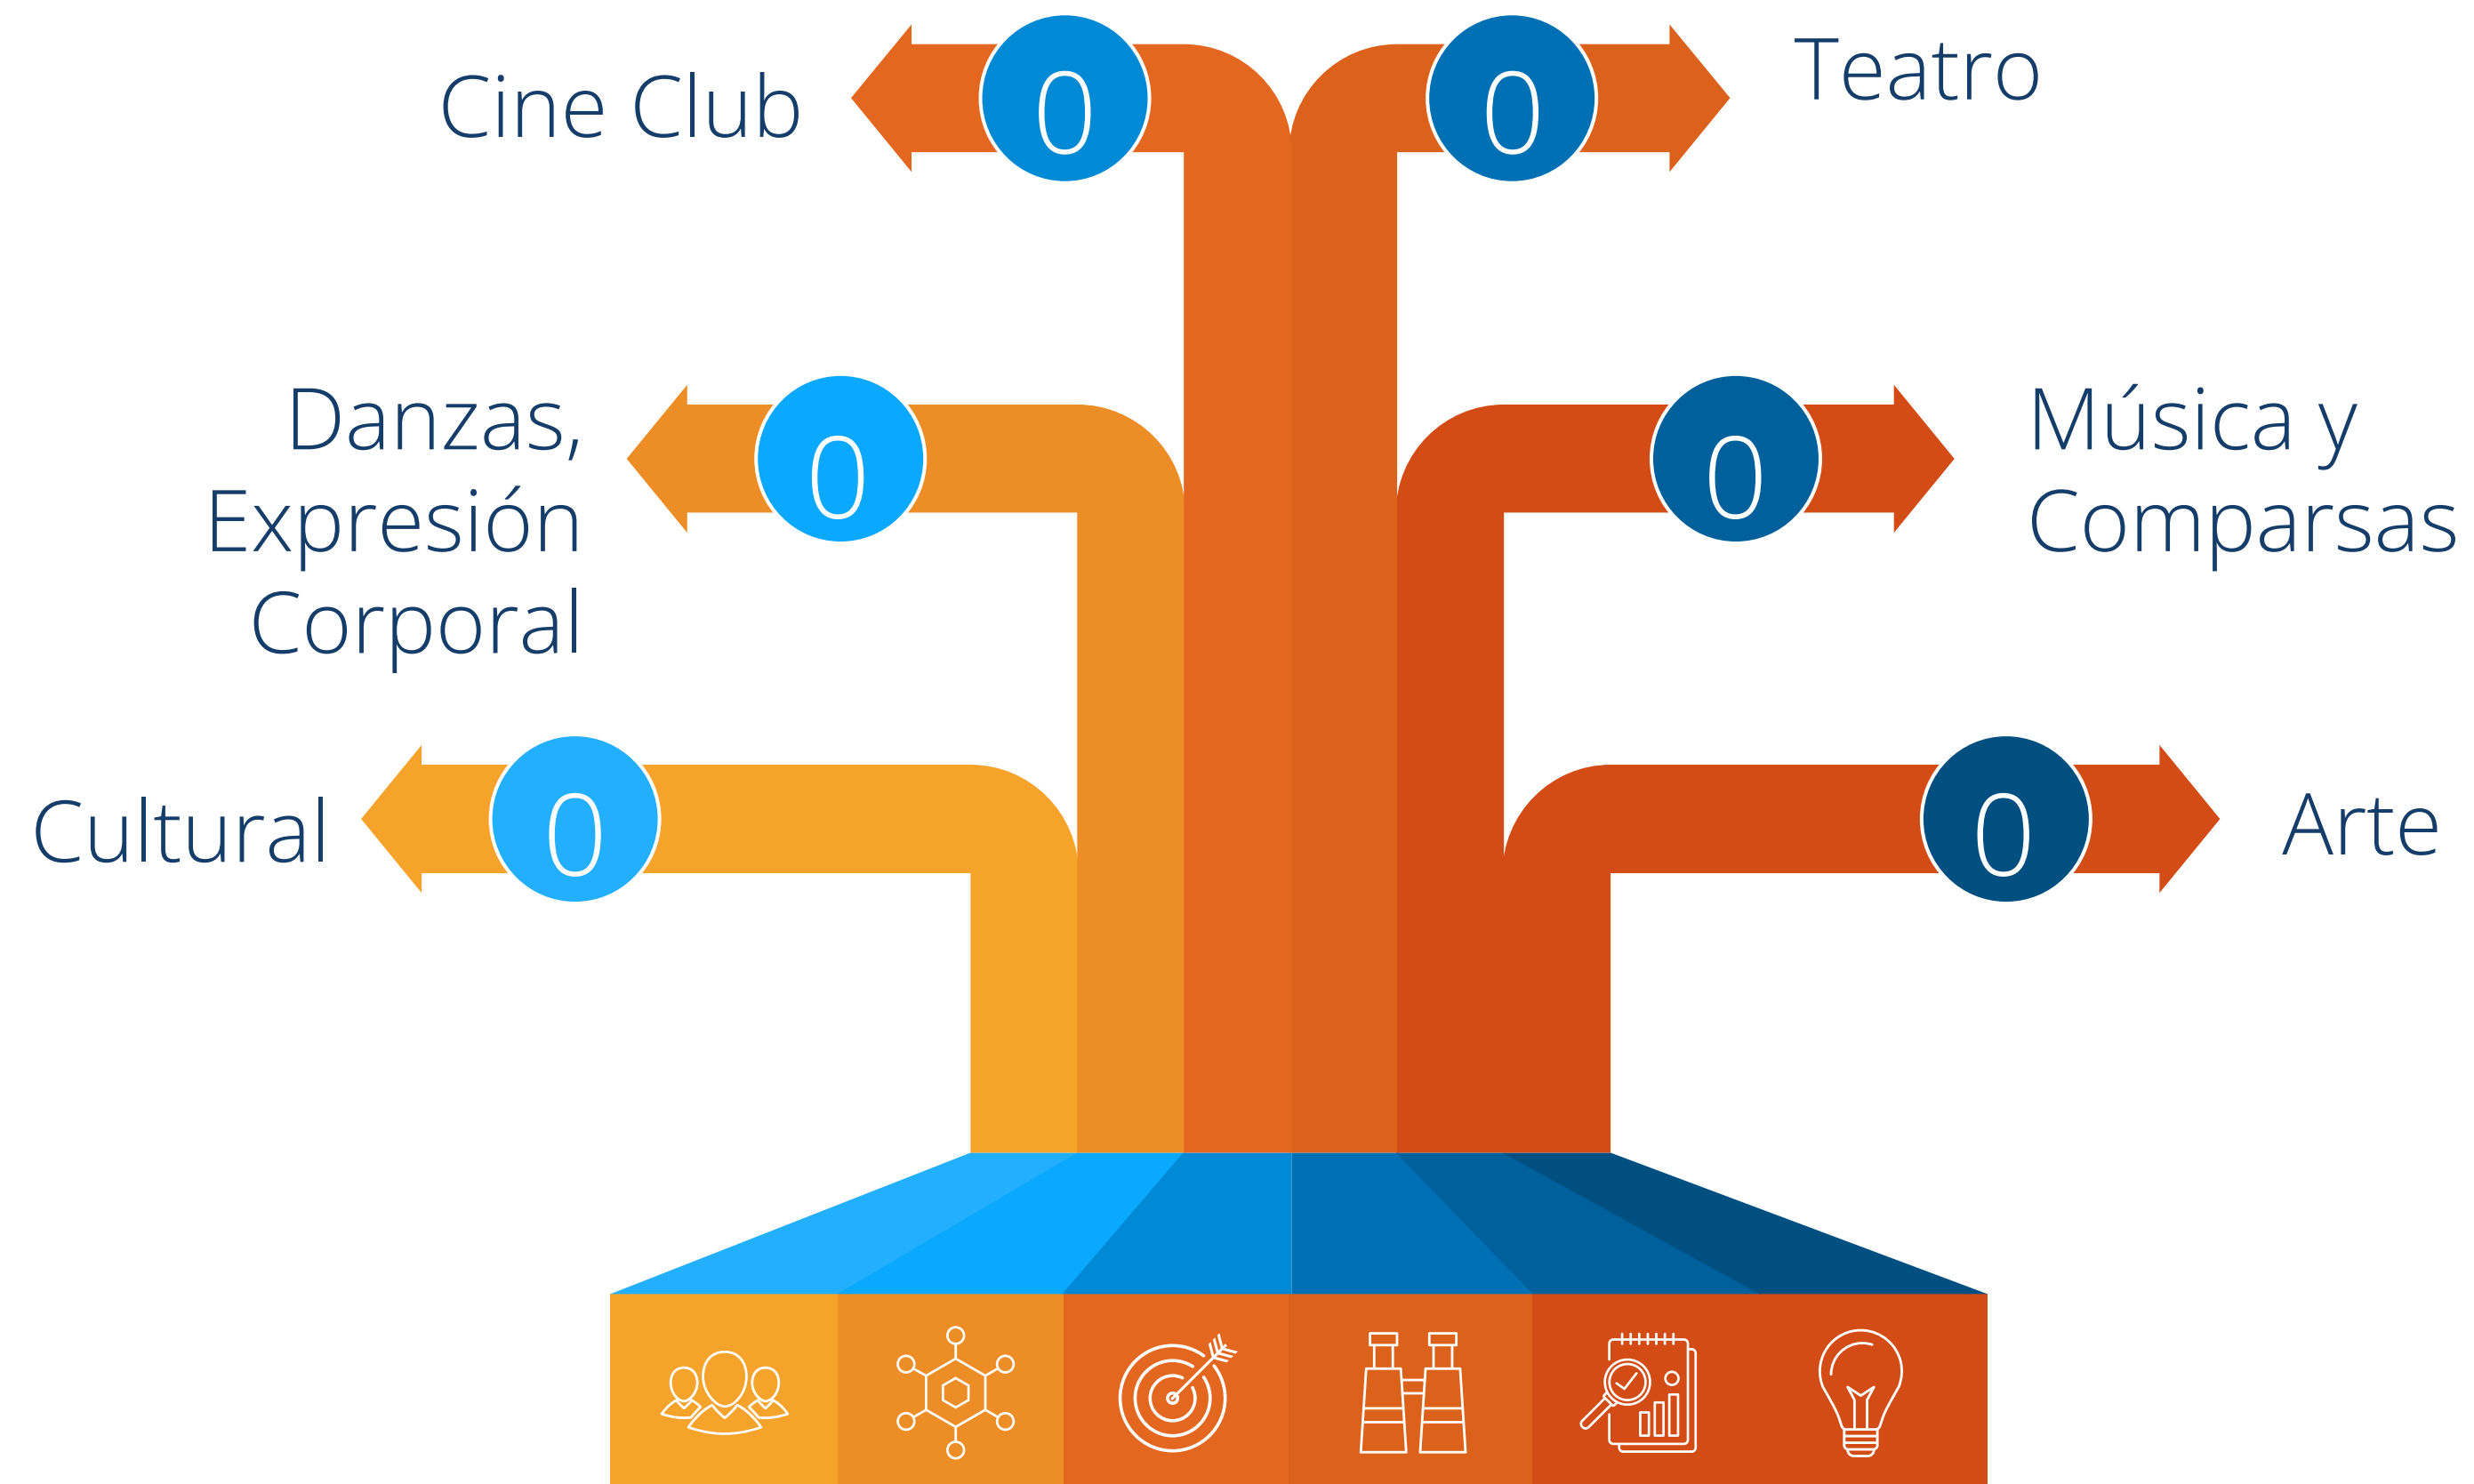 Cine Club
0
0
Teatro
Danzas,
Expresión
Corporal
0
0
Música y
Comparsas
Cultural
0
0
Arte